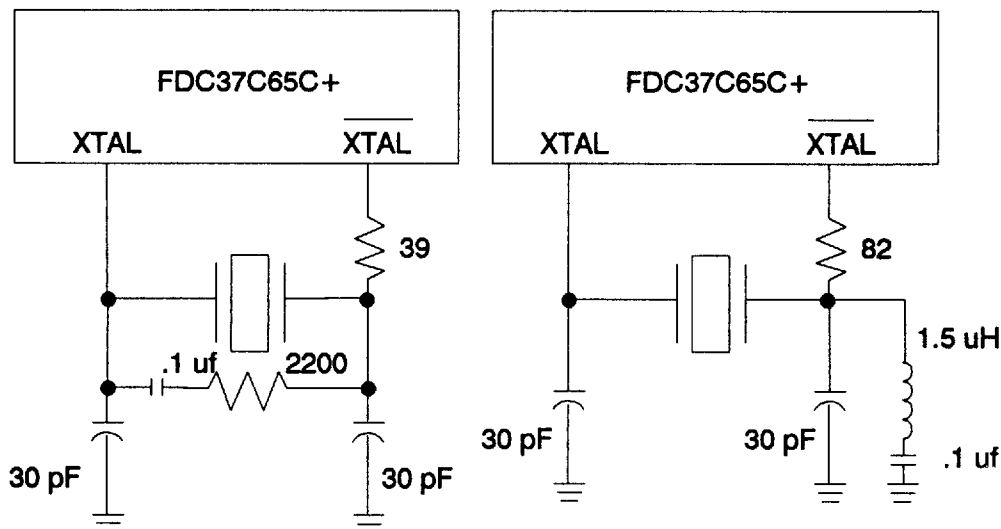 FDC37C65C+
XTAL
XTAL
39
.1 uf
2200
30 pF
30 pF
FDC37C65C+
XTAL
XTAL
82
1.5 uH
30 pF
30 pF
.1 uf